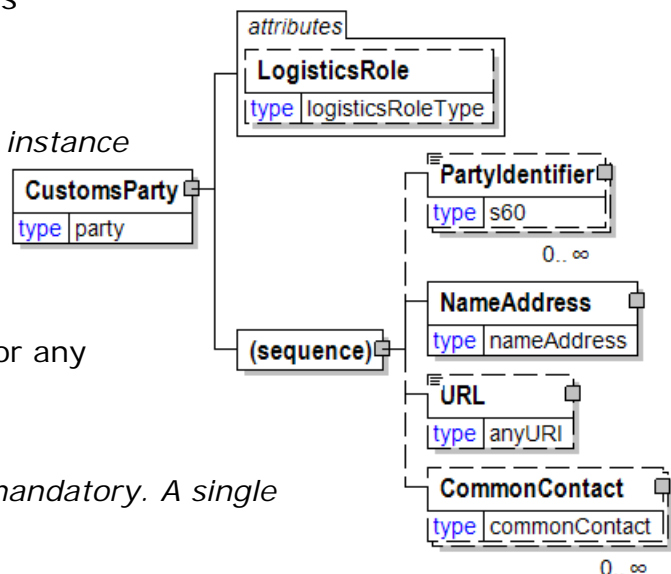 s
attributes
LogisticsRole
type logisticsRoleType
instance
CustomsParty
type party
PartyIdentifier
type s60
0.. ∞
NameAddress
type nameAddress
or any
(sequence)
URL
type anyURI
mandatory. A single
CommonContact
type commonContact
0.. ∞